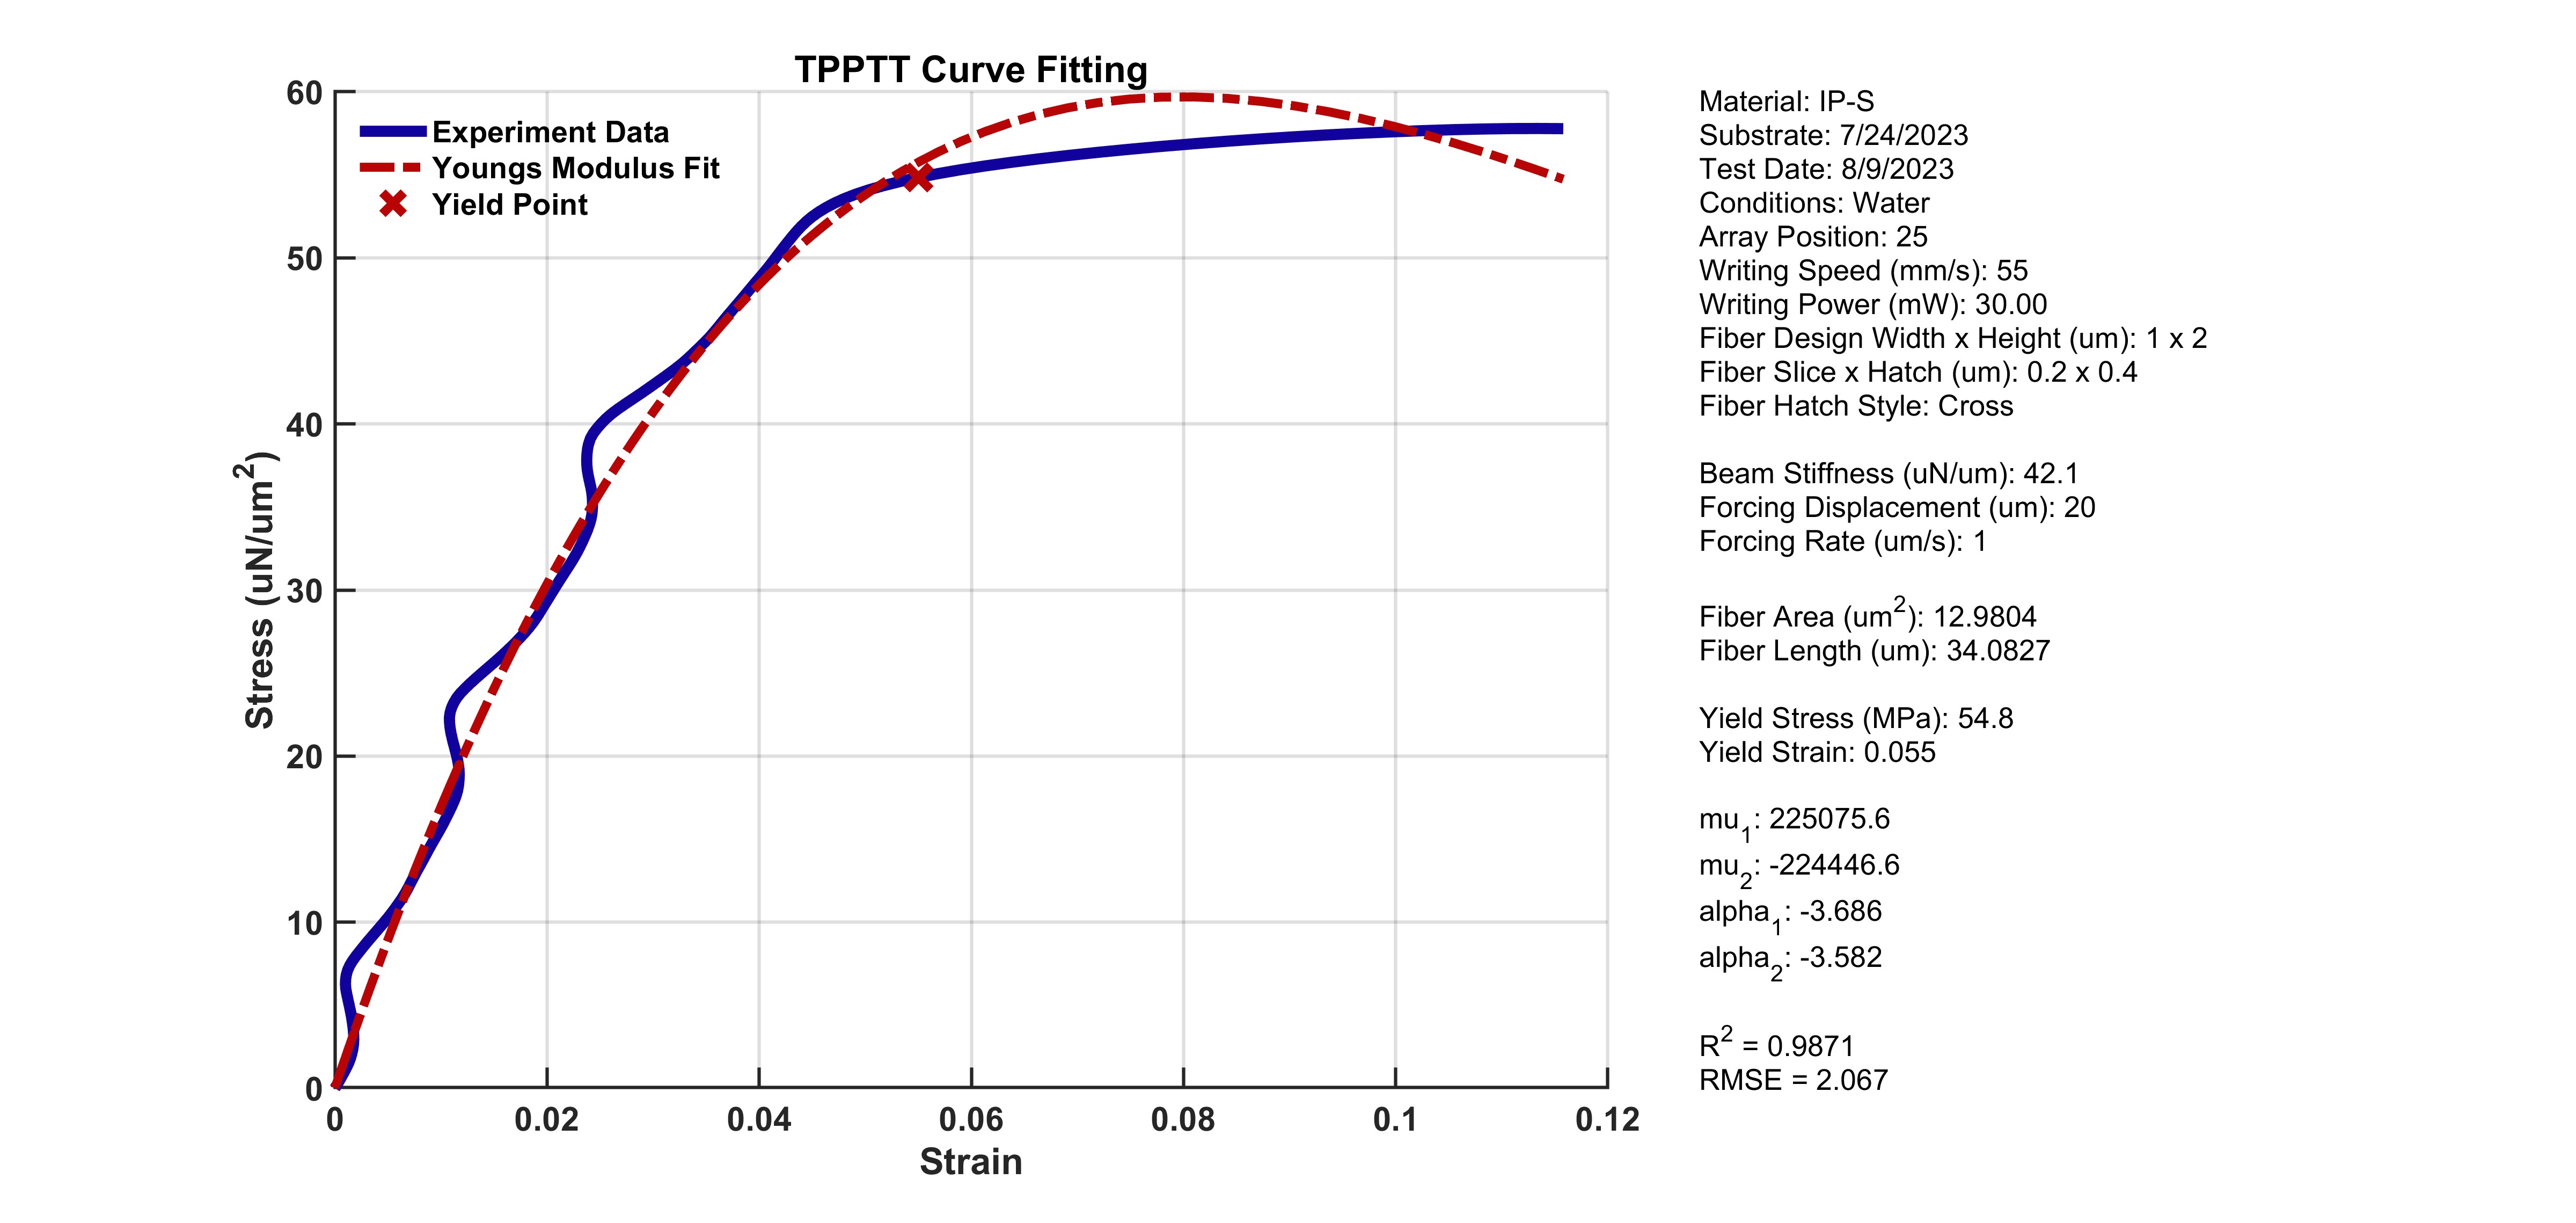 TPPTT Curve Fitting
60
50
40
30
20
10
0
Stress (uN/um²)
Experiment Data
Youngs Modulus Fit
Yield Point
0 0.02 0.04 0.06 0.08 0.1 0.12
Strain
Material: IP-S
Substrate: 7/24/2023
Test Date: 8/9/2023
Conditions: Water
Array Position: 25
Writing Speed (mm/s): 55
Writing Power (mW): 30.00
Fiber Design Width x Height (um): 1 x 2
Fiber Slice x Hatch (um): 0.2 x 0.4
Fiber Hatch Style: Cross
Beam Stiffness (uN/um): 42.1
Forcing Displacement (um): 20
Forcing Rate (um/s): 1
Fiber Area (um²): 12.9804
Fiber Length (um): 34.0827
Yield Stress (MPa): 54.8
Yield Strain: 0.055
mu₁: 225075.6
mu₂: -224446.6
alpha₁: -3.686
alpha₂: -3.582
R² = 0.9871
RMSE = 2.067